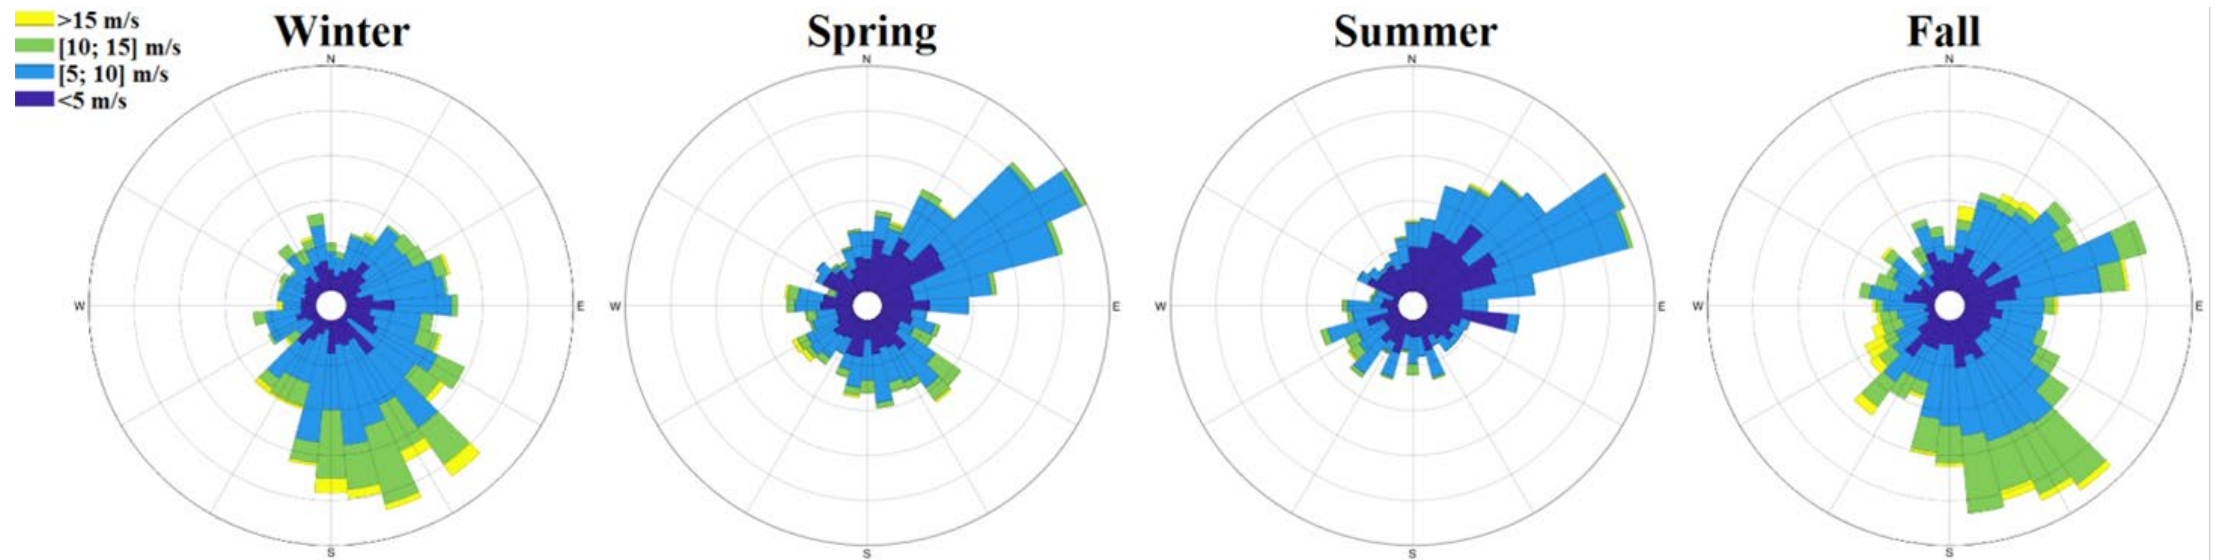 >15 m/s
[10; 15] m/s
[5; 10] m/s
<5 m/s
Winter
N
W
E
S
Spring
N
W
E
S
Summer
N
W
E
S
Fall
N
W
E
S